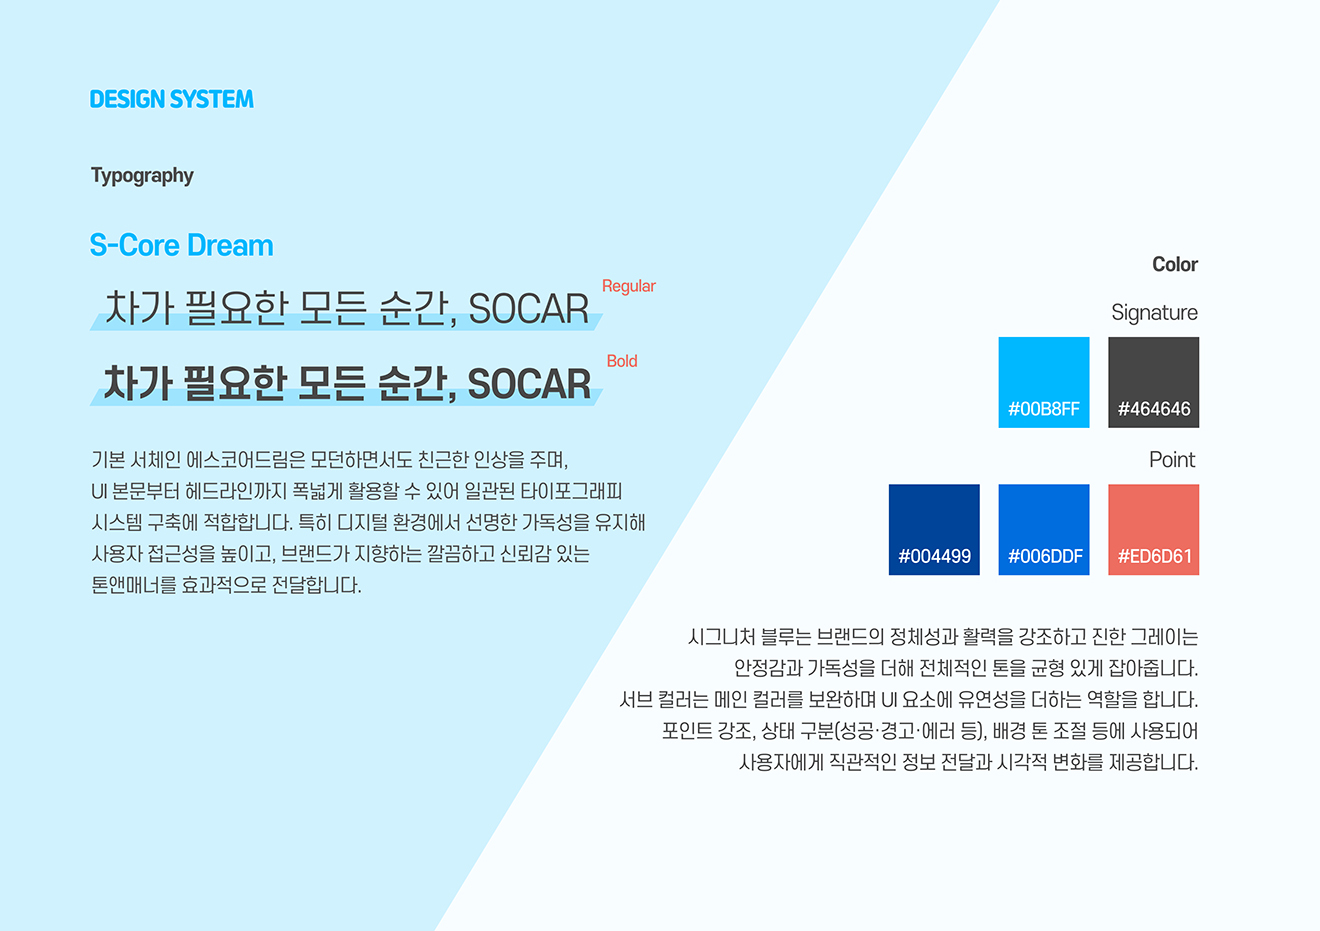 DESIGN SYSTEM
Typography
S-Core Dream
차가 필요한 모든 순간, SOCAR
Regular
차가 필요한 모든 순간, SOCAR
Bold
기본 서체인 에스코어드림은 모던하면서도 친근한 인상을 주며,
UI 본문부터 헤드라인까지 폭넓게 활용할 수 있어 일관된 타이포그래피
시스템 구축에 적합합니다. 특히 디지털 환경에서 선명한 가독성을 유지해
사용자 접근성을 높이고, 브랜드가 지향하는 깔끔하고 신뢰감 있는
톤앤매너를 효과적으로 전달합니다.
Color
Signature
#00B8FF
#464646
Point
#004499
#006DDF
#ED6D61
시그니처 블루는 브랜드의 정체성과 활력을 강조하고 진한 그레이는
안정감과 가독성을 더해 전체적인 톤을 균형 있게 잡아줍니다.
서브 컬러는 메인 컬러를 보완하며 UI 요소에 유연성을 더하는 역할을 합니다.
포인트 강조, 상태 구분(성공·경고·에러 등), 배경 톤 조절 등에 사용되어
사용자에게 직관적인 정보 전달과 시각적 변화를 제공합니다.